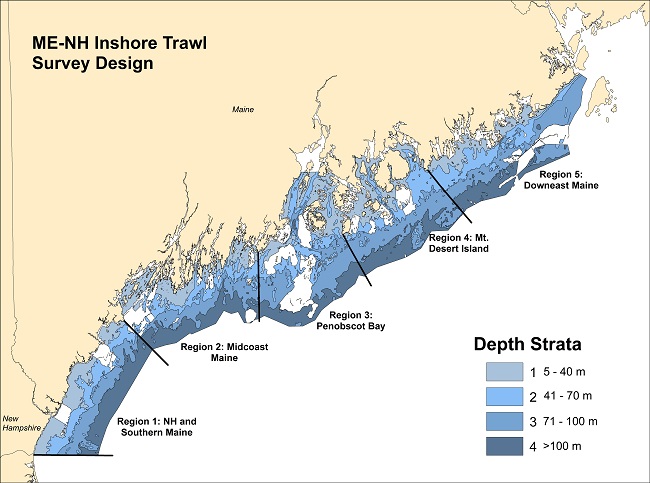 ME-NH Inshore Trawl
Survey Design
Maine
Region 5:
Downeast Maine
Region 4: Mt.
Desert Island
Region 3:
Penobscot Bay
Region 2: Midcoast
Maine
Region 1: NH and
Southern Maine
New
Hampshire
Depth Strata
1 5 - 40 m
2 41 - 70 m
3 71 - 100 m
4 >100 m